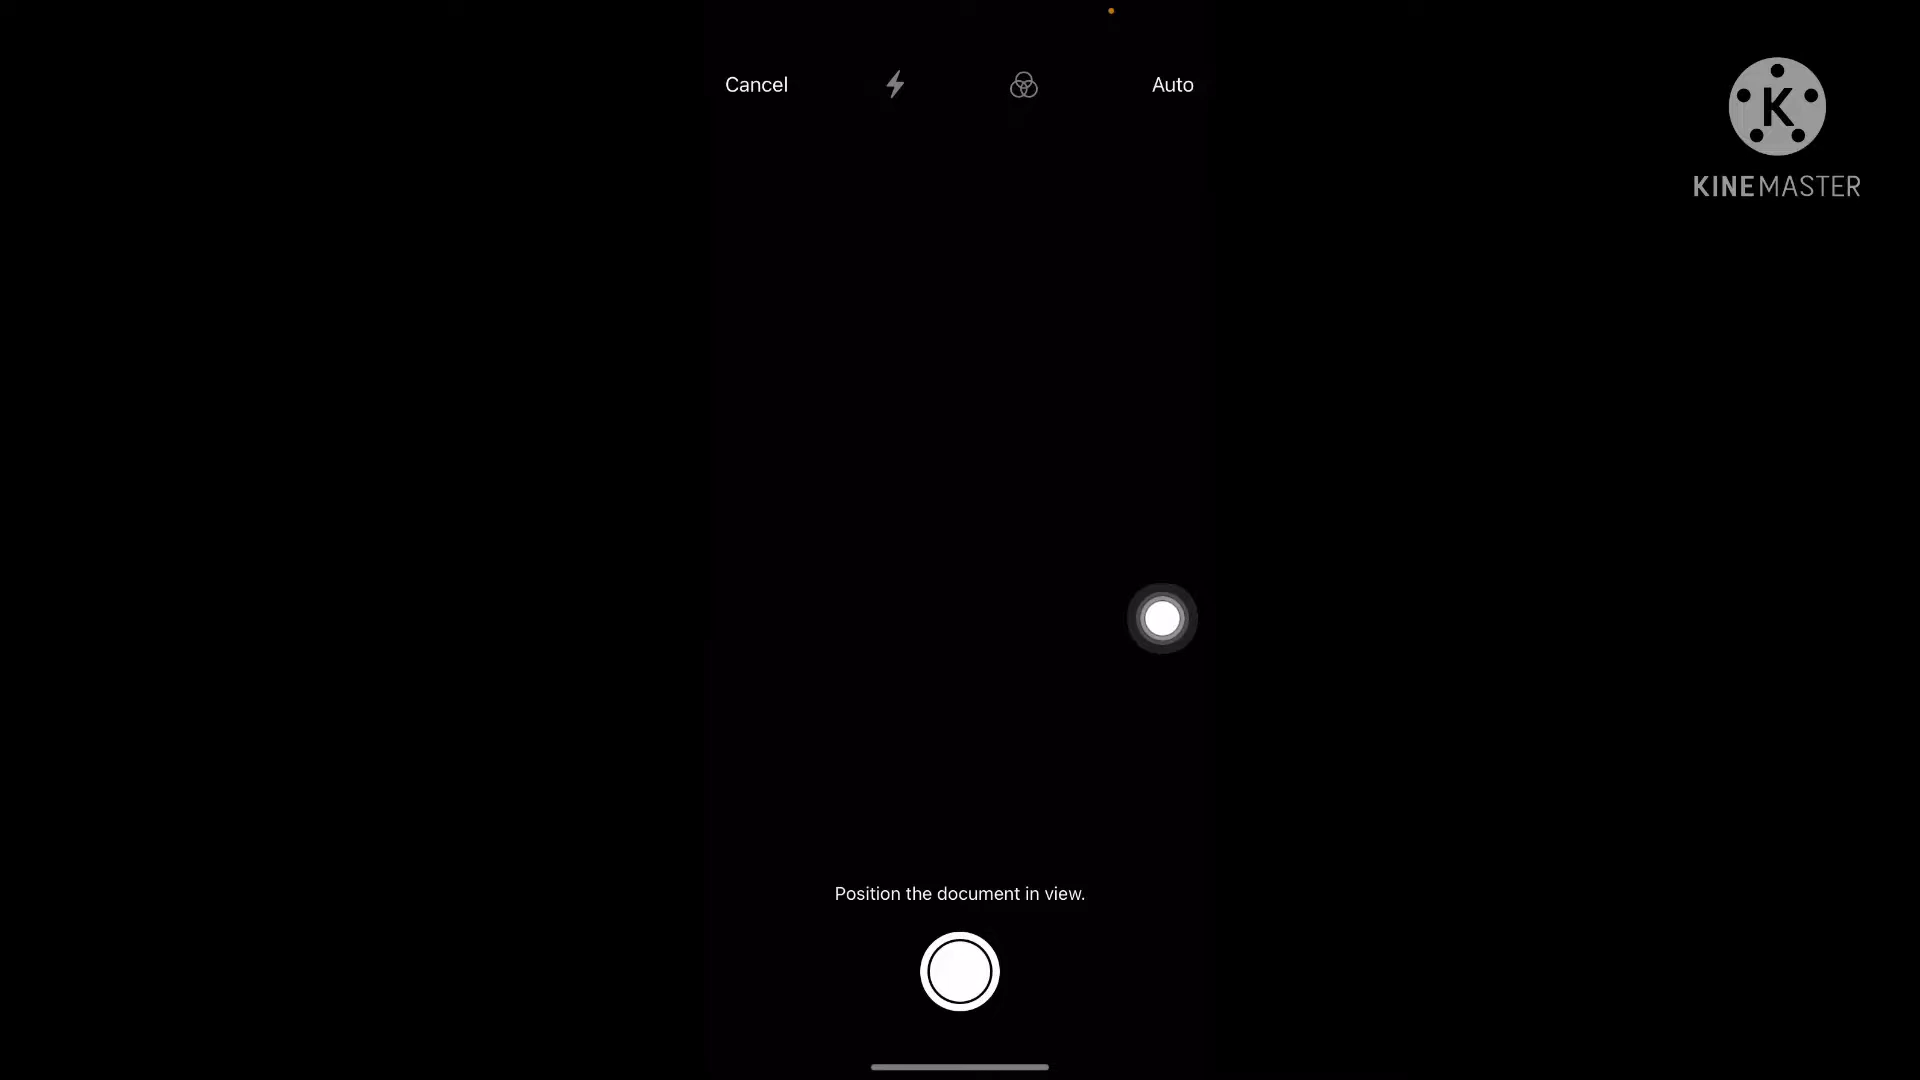 Cancel
Auto
K
KINEMASTER
Position the document in view.